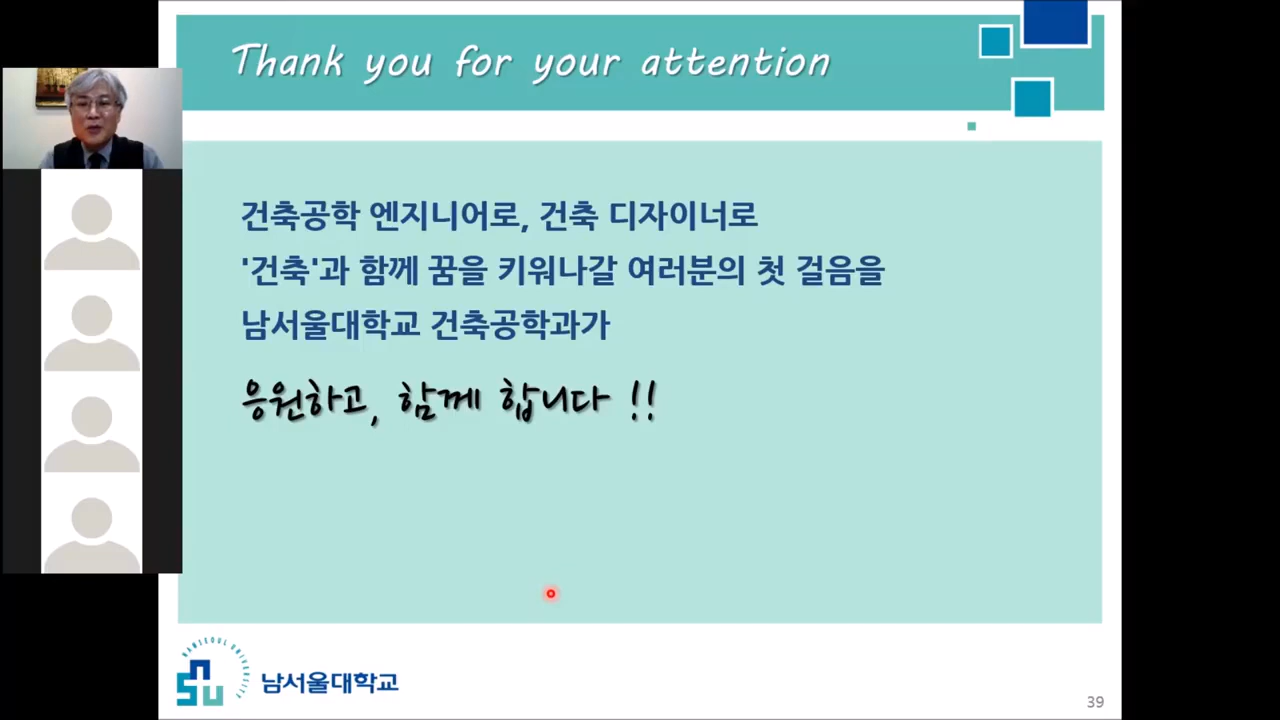 Thank you for your attention
건축공학 엔지니어로, 건축 디자이너로
'건축'과 함께 꿈을 키워나갈 여러분의 첫 걸음을
남서울대학교 건축공학과가
응원하고, 함께 합니다 !!
NAMSEOUL UNIVERSITY
nsu
남서울대학교
39